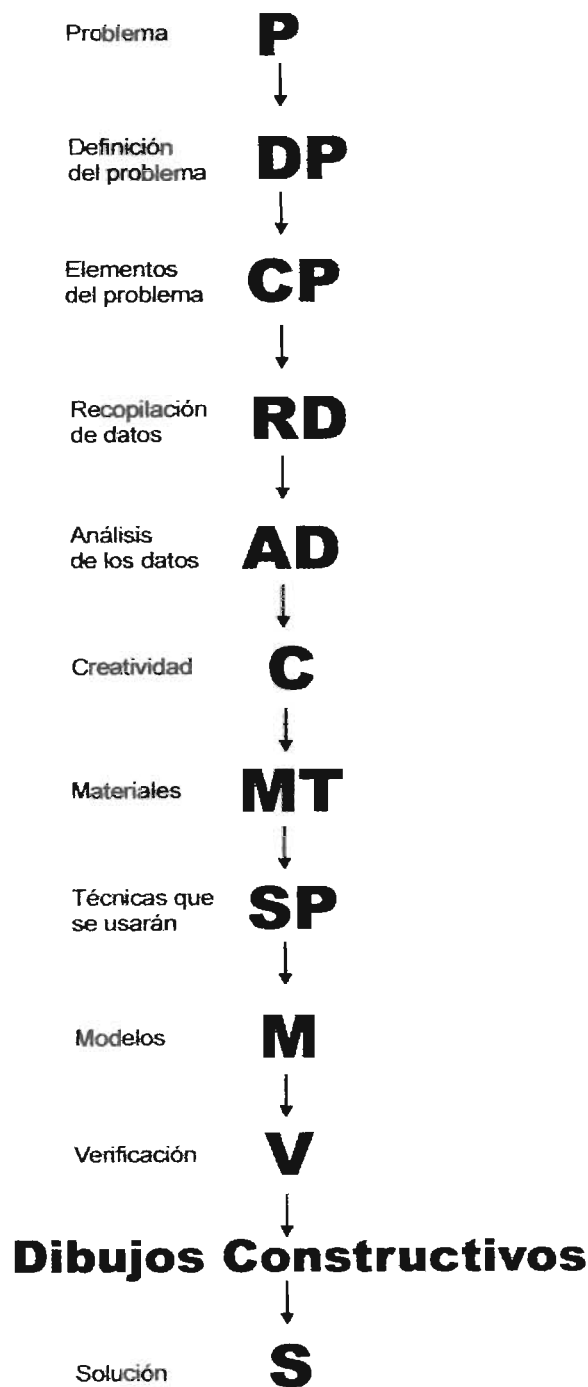 Problema P
Definición
del problema DP
Elementos
del problema CP
Recopilación
de datos RD
Análisis
de los datos AD
Creatividad C
Materiales MT
Técnicas que
se usarán SP
Modelos M
Verificación V
Dibujos Constructivos
Solución S